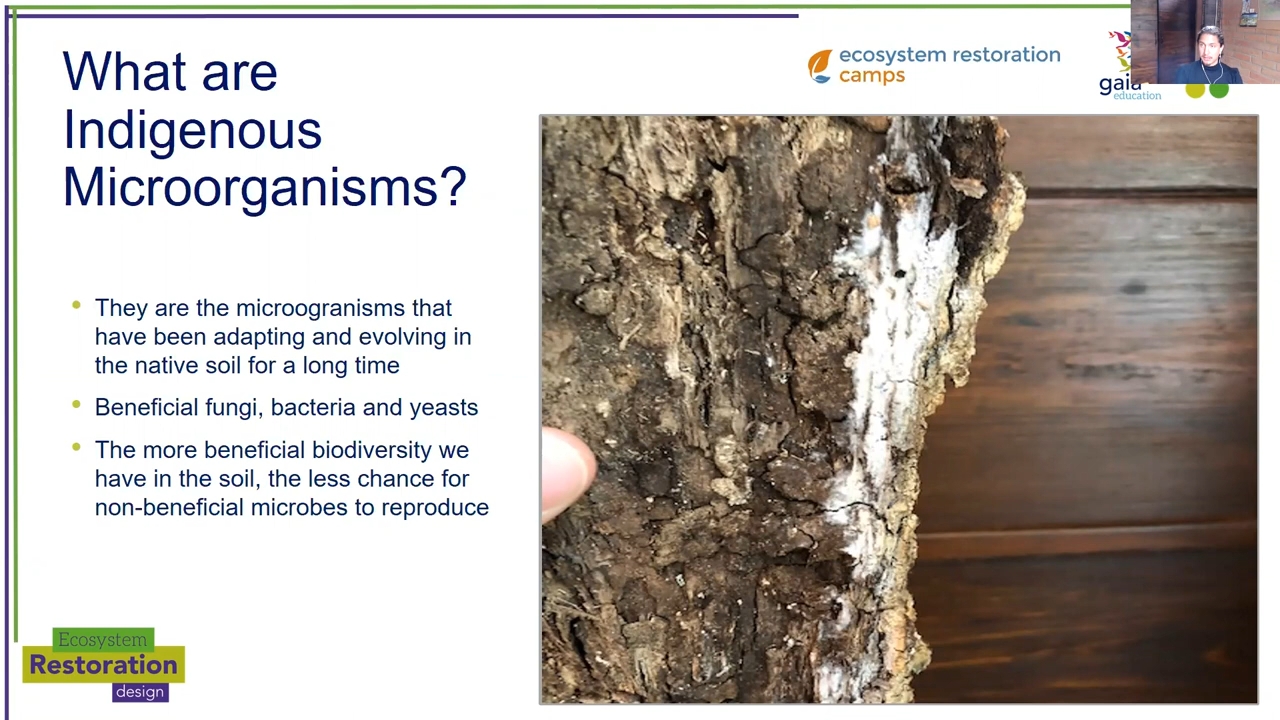 What are
Indigenous
Microorganisms?
ecosystem restoration
camps
gaia
education
• They are the microogranisms that
have been adapting and evolving in
the native soil for a long time
• Beneficial fungi, bacteria and yeasts
• The more beneficial biodiversity we
have in the soil, the less chance for
non-beneficial microbes to reproduce
Ecosystem
Restoration
design